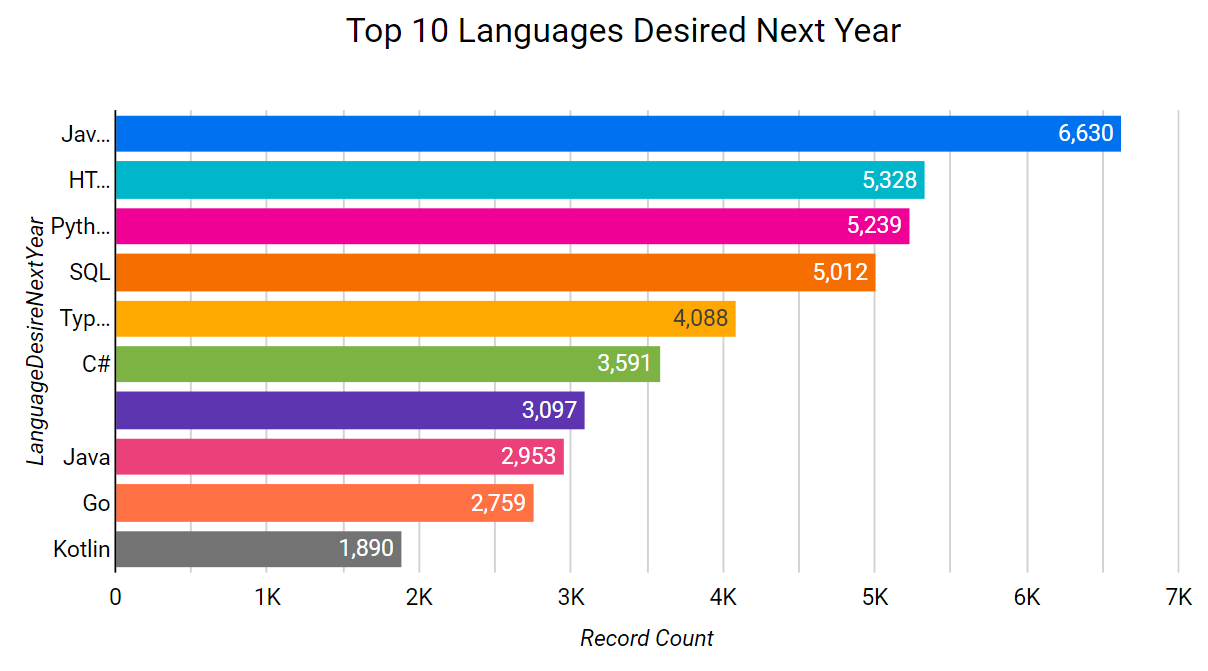 Top 10 Languages Desired Next Year
LanguageDesireNextYear
Jav... 6,630
HT... 5,328
Pyth... 5,239
SQL 5,012
Typ... 4,088
C# 3,591
3,097
Java 2,953
Go 2,759
Kotlin 1,890
0 1K 2K 3K 4K 5K 6K 7K
Record Count